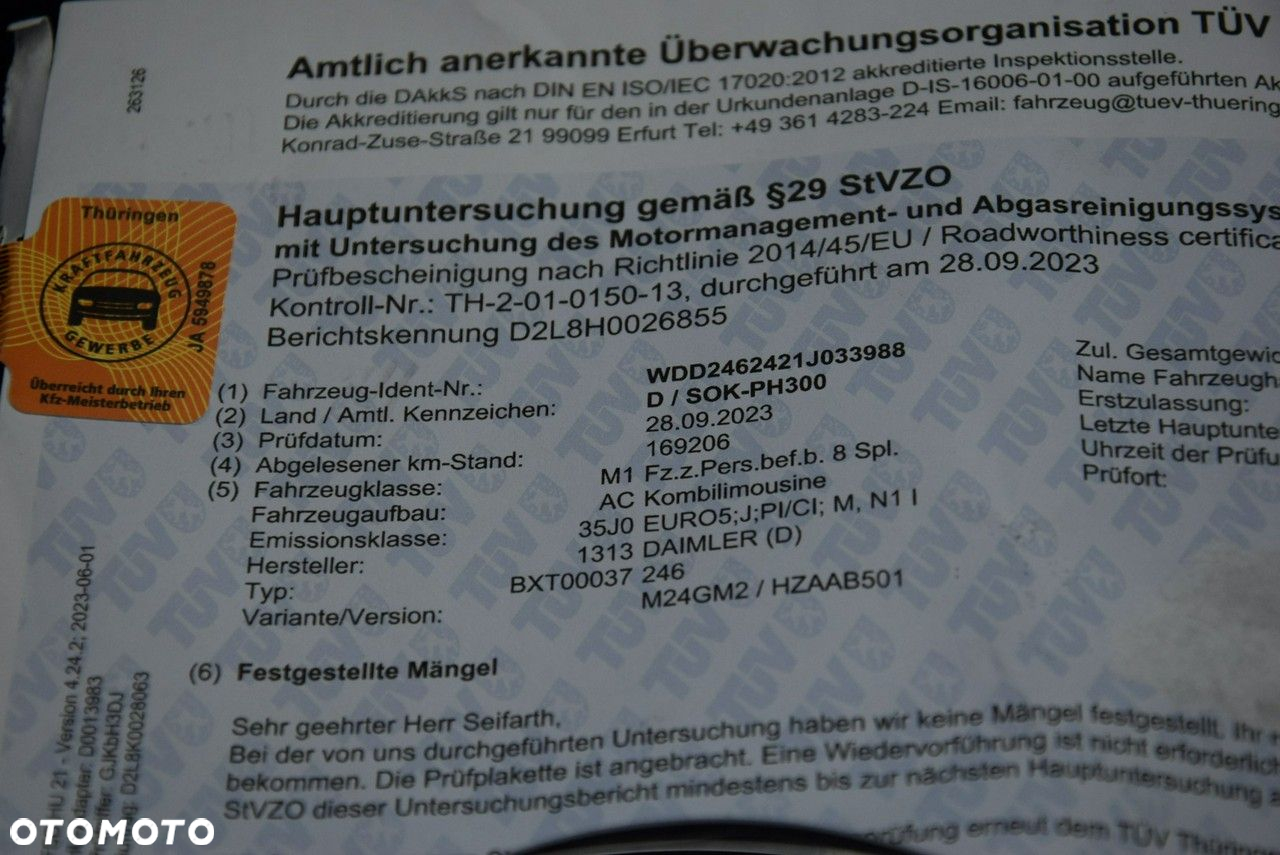 263126
Amtlich anerkannte Überwachungsorganisation TÜV
Durch die DAkkS nach DIN EN ISO/IEC 17020:2012 akkreditierte Inspektionsstelle.
Die Akkreditierung gilt nur für den in der Urkundenanlage D-IS-16006-01-00 aufgeführten Ak
Konrad-Zuse-Straße 21 99099 Erfurt Tel: +49 361 4283-224 Email: fahrzeug@tuev-thuering
Thüringen
KRAFTFAHRZEUG
GEWERBE
JA 5949878
Überreicht durch Ihren
Kfz-Meisterbetrieb
Hauptuntersuchung gemäß §29 StVZO
mit Untersuchung des Motormanagement- und Abgasreinigungssys
Prüfbescheinigung nach Richtlinie 2014/45/EU / Roadworthiness certifica
Kontroll-Nr.: TH-2-01-0150-13, durchgeführt am 28.09.2023
Berichtskennung D2L8H0026855
(1) Fahrzeug-Ident-Nr.: WDD2462421J033988
(2) Land / Amtl. Kennzeichen: D / SOK-PH300
(3) Prüfdatum: 28.09.2023
(4) Abgelesener km-Stand: 169206
(5) Fahrzeugklasse: M1 Fz.z.Pers.bef.b. 8 Spl.
Fahrzeugaufbau: AC Kombilimousine
Emissionsklasse: 35J0 EURO5;J;PI/CI; M, N1 I
Hersteller: 1313 DAIMLER (D)
Typ: BXT00037 246
Variante/Version: M24GM2 / HZAAB501
Zul. Gesamtgewic
Name Fahrzeugh
Erstzulassung:
Letzte Hauptunte
Uhrzeit der Prüfu
Prüfort:
(6) Festgestellte Mängel
Sehr geehrter Herr Seifarth,
Bei der von uns durchgeführten Untersuchung haben wir keine Mängel festgestellt. Ihr
bekommen. Die Prüfplakette ist angebracht. Eine Wiedervorführung ist nicht erforderlich
StVZO dieser Untersuchungsbericht mindestens bis zur nächsten Hauptuntersuchung a
rüfung erneut dem TÜV Thüring
HU 21 - Version 4.24.2; 2023-06-01
dapter: D0013983
GJKbH3DJ
D2L8K0028063
OTOMOTO